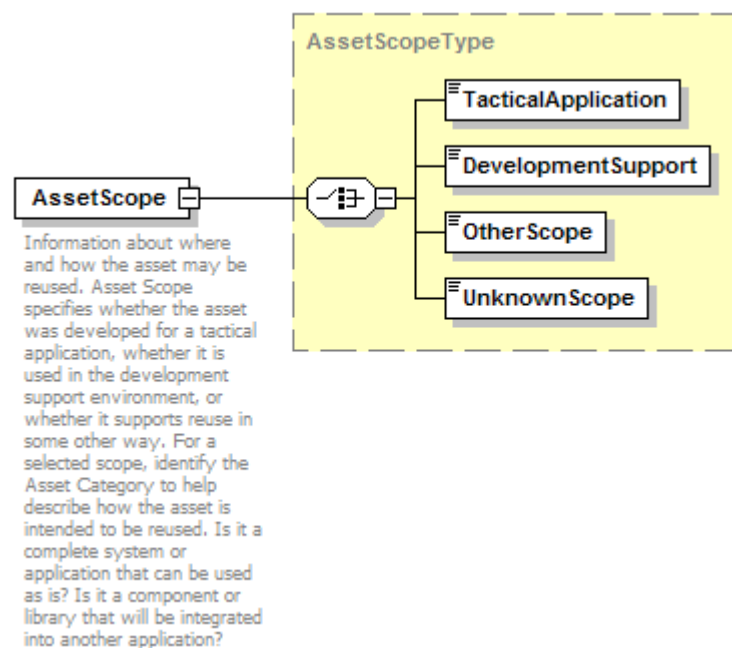 AssetScopeType
TacticalApplication
DevelopmentSupport
AssetScope
OtherScope
UnknownScope
Information about where
and how the asset may be
reused. Asset Scope
specifies whether the asset
was developed for a tactical
application, whether it is
used in the development
support environment, or
whether it supports reuse in
some other way. For a
selected scope, identify the
Asset Category to help
describe how the asset is
intended to be reused. Is it a
complete system or
application that can be used
as is? Is it a component or
library that will be integrated
into another application?